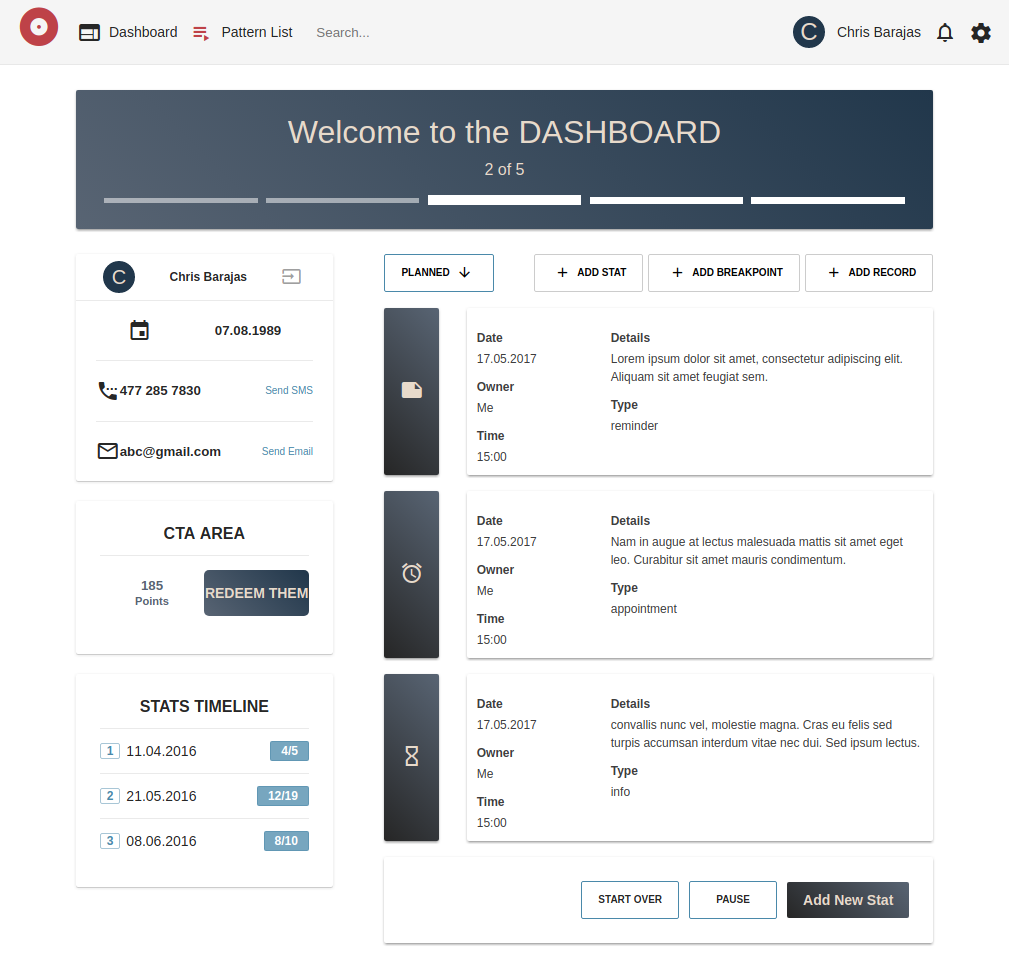 Dashboard
Pattern List
Search...
C
Chris Barajas
Welcome to the DASHBOARD
2 of 5
C
Chris Barajas
07.08.1989
477 285 7830
Send SMS
abc@gmail.com
Send Email
CTA AREA
185
Points
REDEEM THEM
STATS TIMELINE
1 11.04.2016 4/5
2 21.05.2016 12/19
3 08.06.2016 8/10
PLANNED
ADD STAT
ADD BREAKPOINT
ADD RECORD
Date
17.05.2017
Owner
Me
Time
15:00
Details
Lorem ipsum dolor sit amet, consectetur adipiscing elit.
Aliquam sit amet feugiat sem.
Type
reminder
Date
17.05.2017
Owner
Me
Time
15:00
Details
Nam in augue at lectus malesuada mattis sit amet eget
leo. Curabitur sit amet mauris condimentum.
Type
appointment
Date
17.05.2017
Owner
Me
Time
15:00
Details
convallis nunc vel, molestie magna. Cras eu felis sed
turpis accumsan interdum vitae nec dui. Sed ipsum lectus.
Type
info
START OVER
PAUSE
Add New Stat